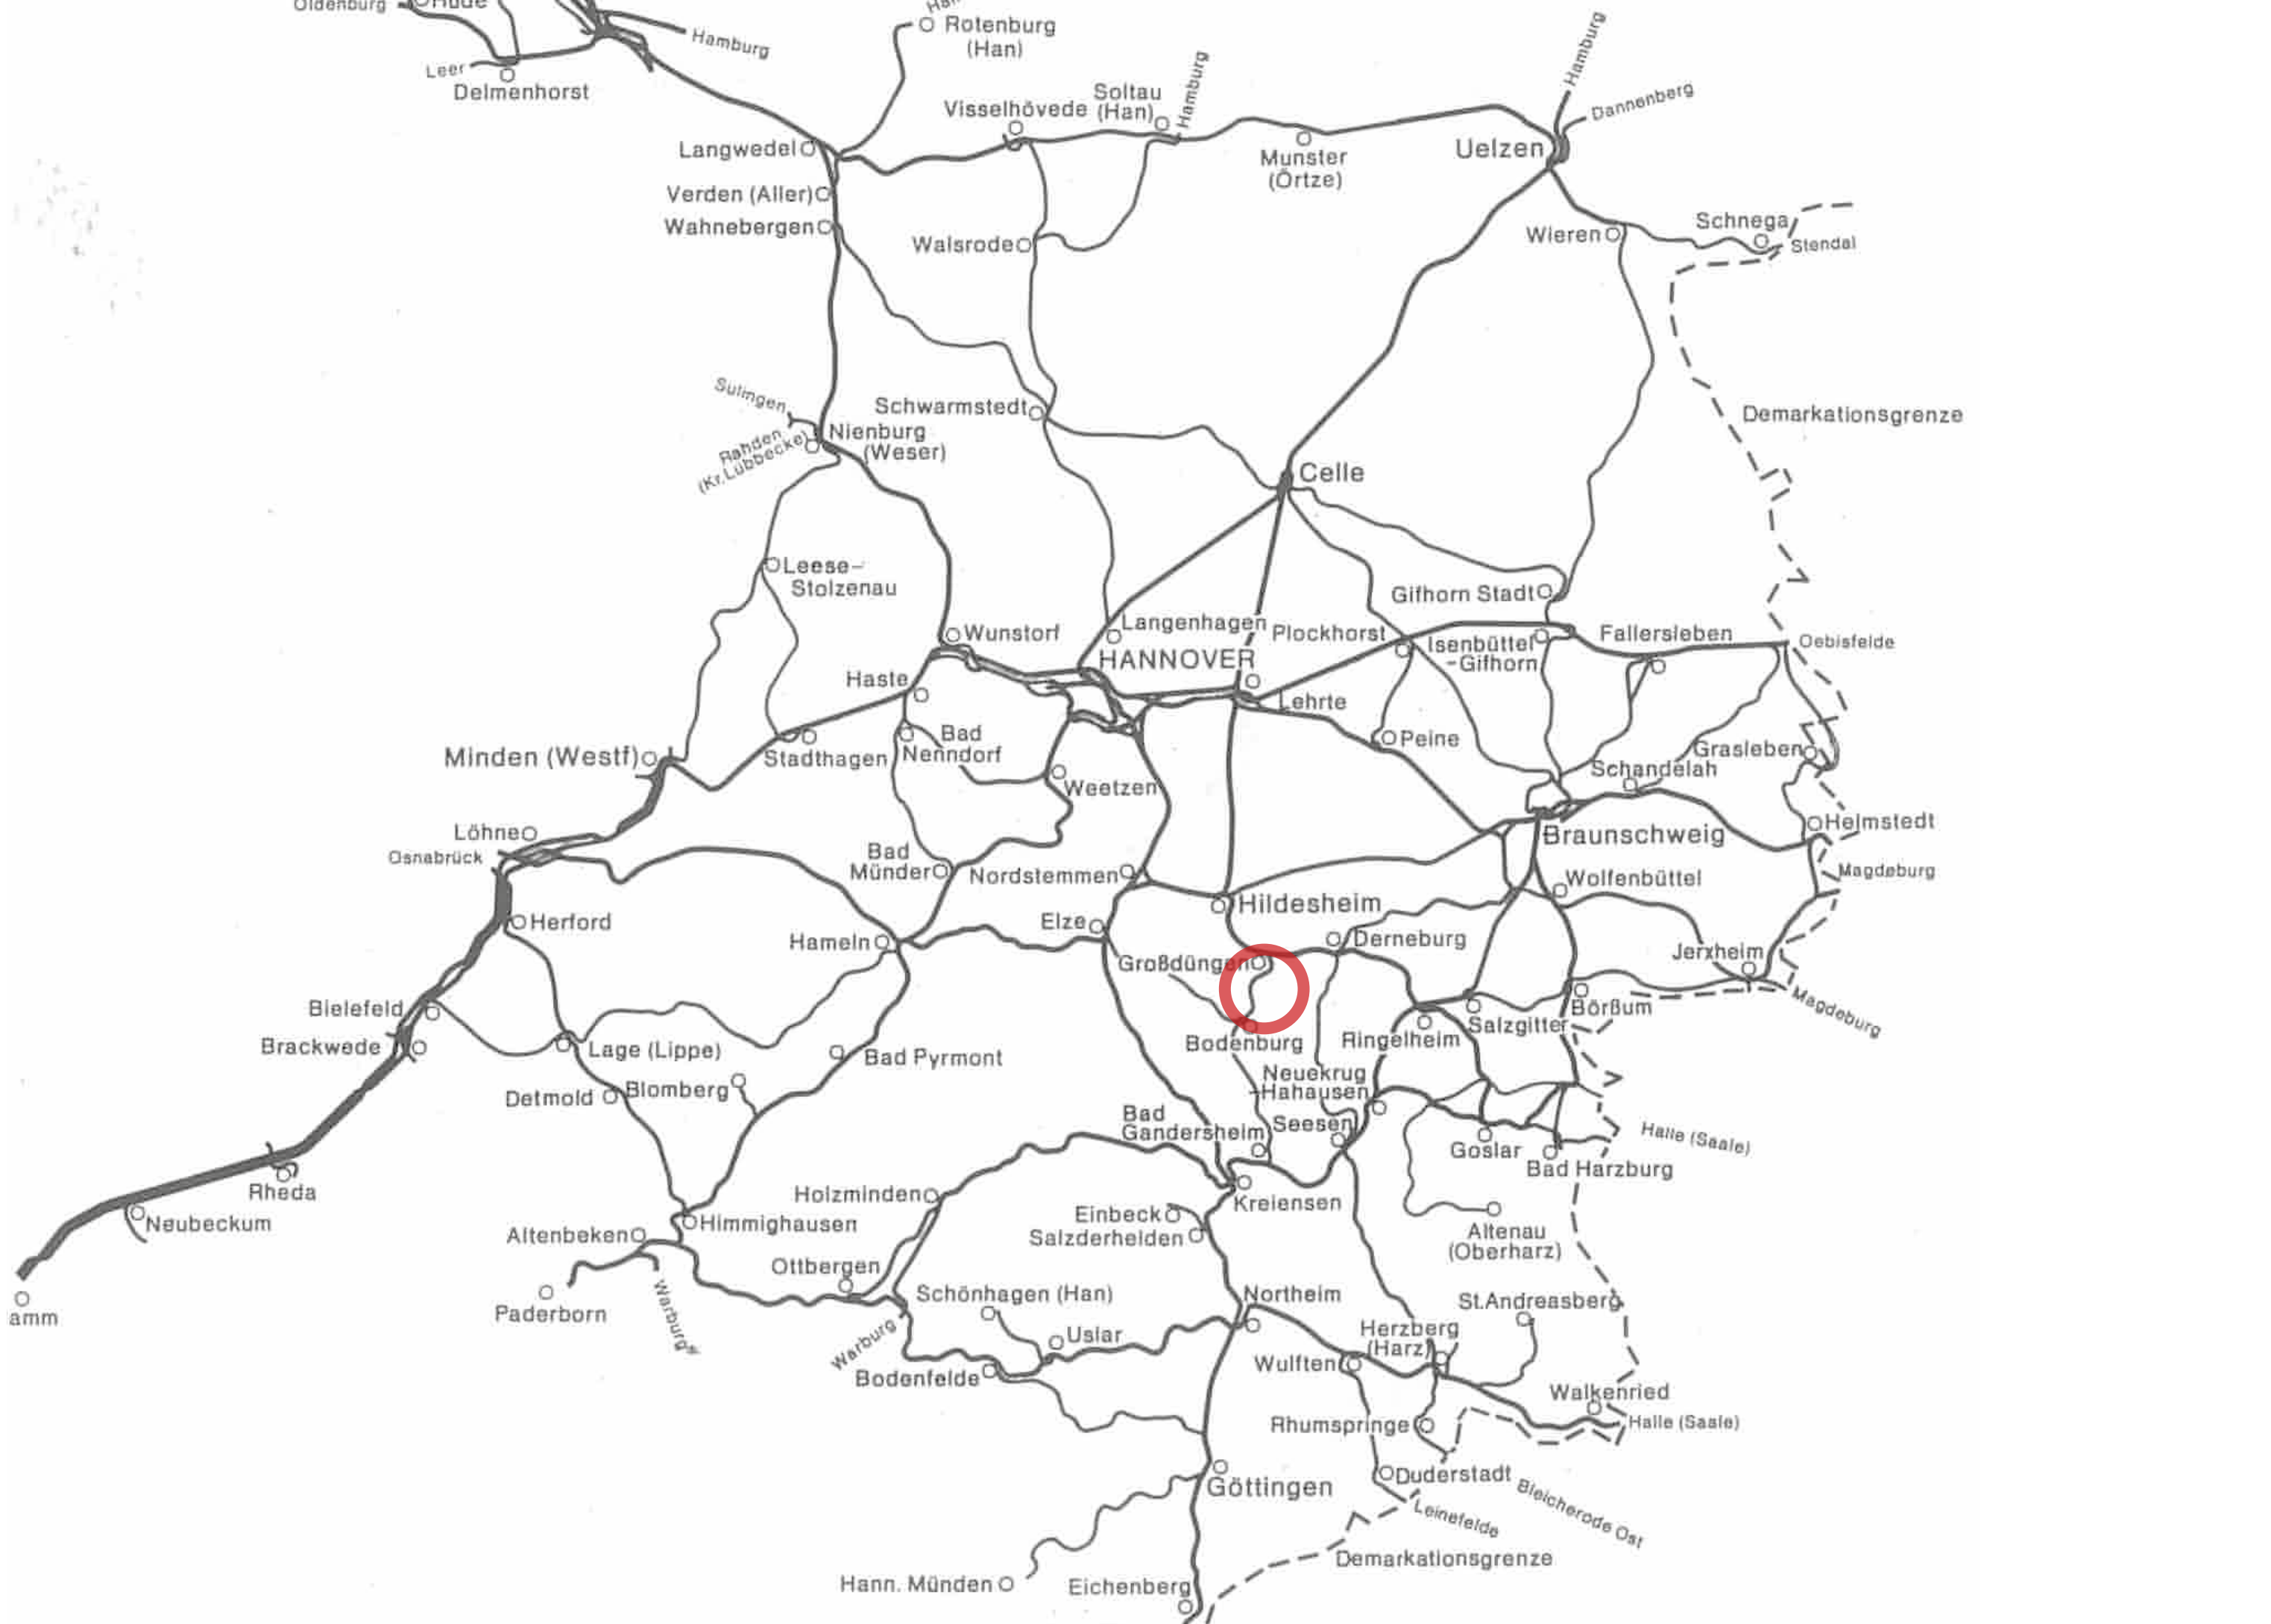 Oldenburg
Hude
Hamburg
Leer
Delmenhorst
Rotenburg
(Han)
Hamburg
Dannenberg
Soltau
(Han)
Hamburg
Visselhövede
Langwedel
Munster
(Örtze)
Uelzen
Verden (Aller)
Wahnebergen
Walsrode
Wieren
Schnega
Stendal
Sulingen
Schwarmstedt
Demarkationsgrenze
Rahden
(Kr. Lübbecke)
Nienburg
(Weser)
Celle
Leese-
Stolzenau
Gifhorn Stadt
Wunstorf
Langenhagen
Plockhorst
Isenbüttel
-Gifhorn
Fallersleben
Oebisfelde
HANNOVER
Haste
Lehrte
Bad
Nenndorf
Peine
Grasleben
Minden (Westf)
Stadthagen
Weetzen
Schandelah
Löhne
Osnabrück
Braunschweig
Helmstedt
Bad
Münder
Nordstemmen
Wolfenbüttel
Magdeburg
Hildesheim
Herford
Elze
Hameln
Derneburg
Jerxheim
Großdüngen
Bielefeld
Börßum
Magdeburg
Salzgitter
Brackwede
Lage (Lippe)
Bad Pyrmont
Bodenburg
Ringelheim
Neuekrug
-Hahausen
Detmold
Blomberg
Bad
Gandersheim
Seesen
Goslar
Halle (Saale)
Bad Harzburg
Rheda
Holzminden
Kreiensen
Neubeckum
Himmighausen
Einbeck
Salzderhelden
Altenau
(Oberharz)
Altenbeken
Ottbergen
Paderborn
Warburg
Schönhagen (Han)
Northeim
St.Andreasberg
amm
Warburg
Uslar
Herzberg
(Harz)
Wulften
Bodenfelde
Walkenried
Rhumspringe
Halle (Saale)
Göttingen
Duderstadt
Bleicherode Ost
Leinefelde
Demarkationsgrenze
Hann. Münden
Eichenberg